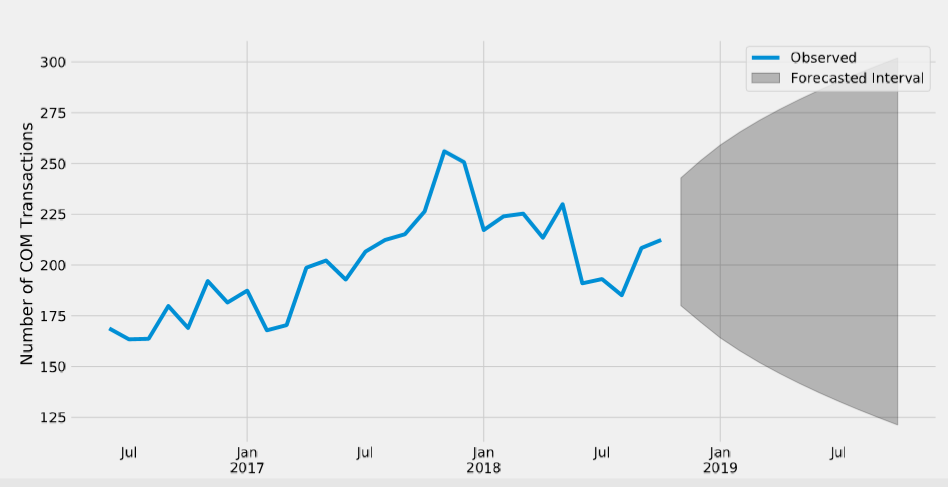 Number of COM Transactions
300
275
250
225
200
175
150
125
Observed
Forecasted Interval
Jul
Jan
2017
Jul
Jan
2018
Jul
Jan
2019
Jul